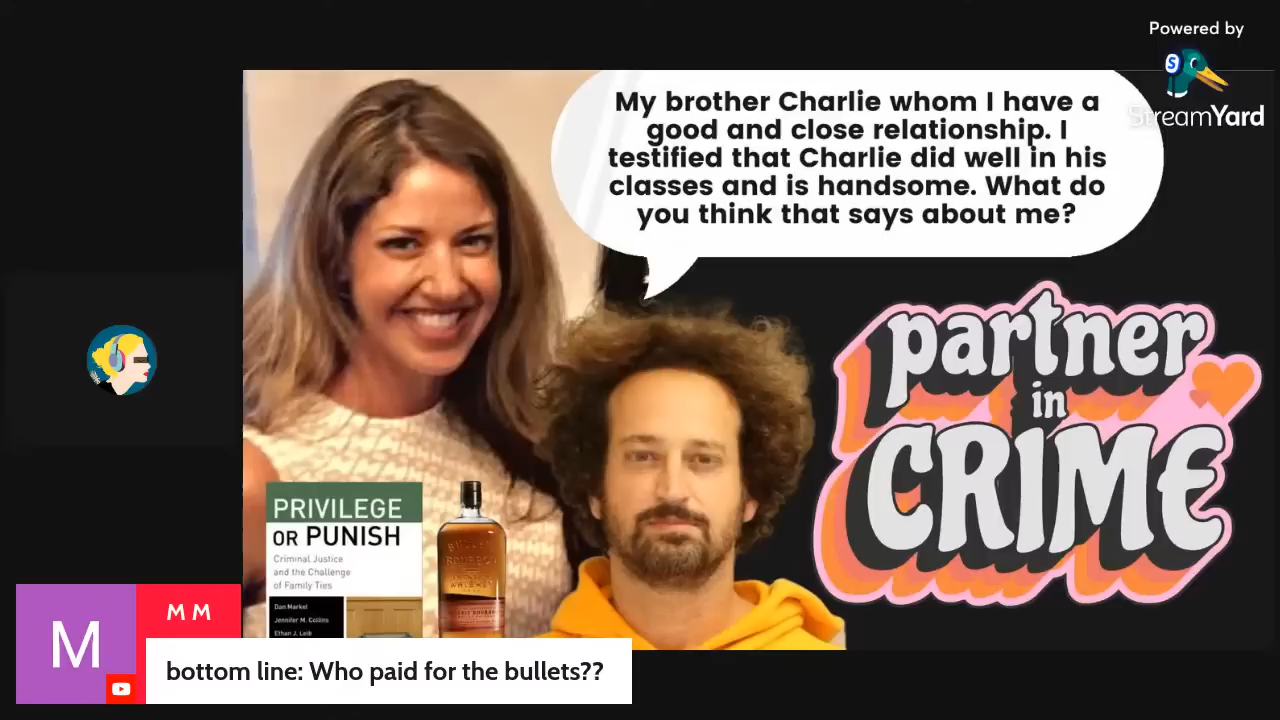 Powered by
StreamYard
My brother Charlie whom I have a
good and close relationship. I
testified that Charlie did well in his
classes and is handsome. What do
you think that says about me?
partner
in
CRIME
PRIVILEGE
OR PUNISH
Criminal Justice
and the Challenge
of Family Ties
Dan Markel
Jennifer M. Collins
Ethan J. Leib
BULLEIT
BOURBON
WHISKEY
M
M M
bottom line: Who paid for the bullets??